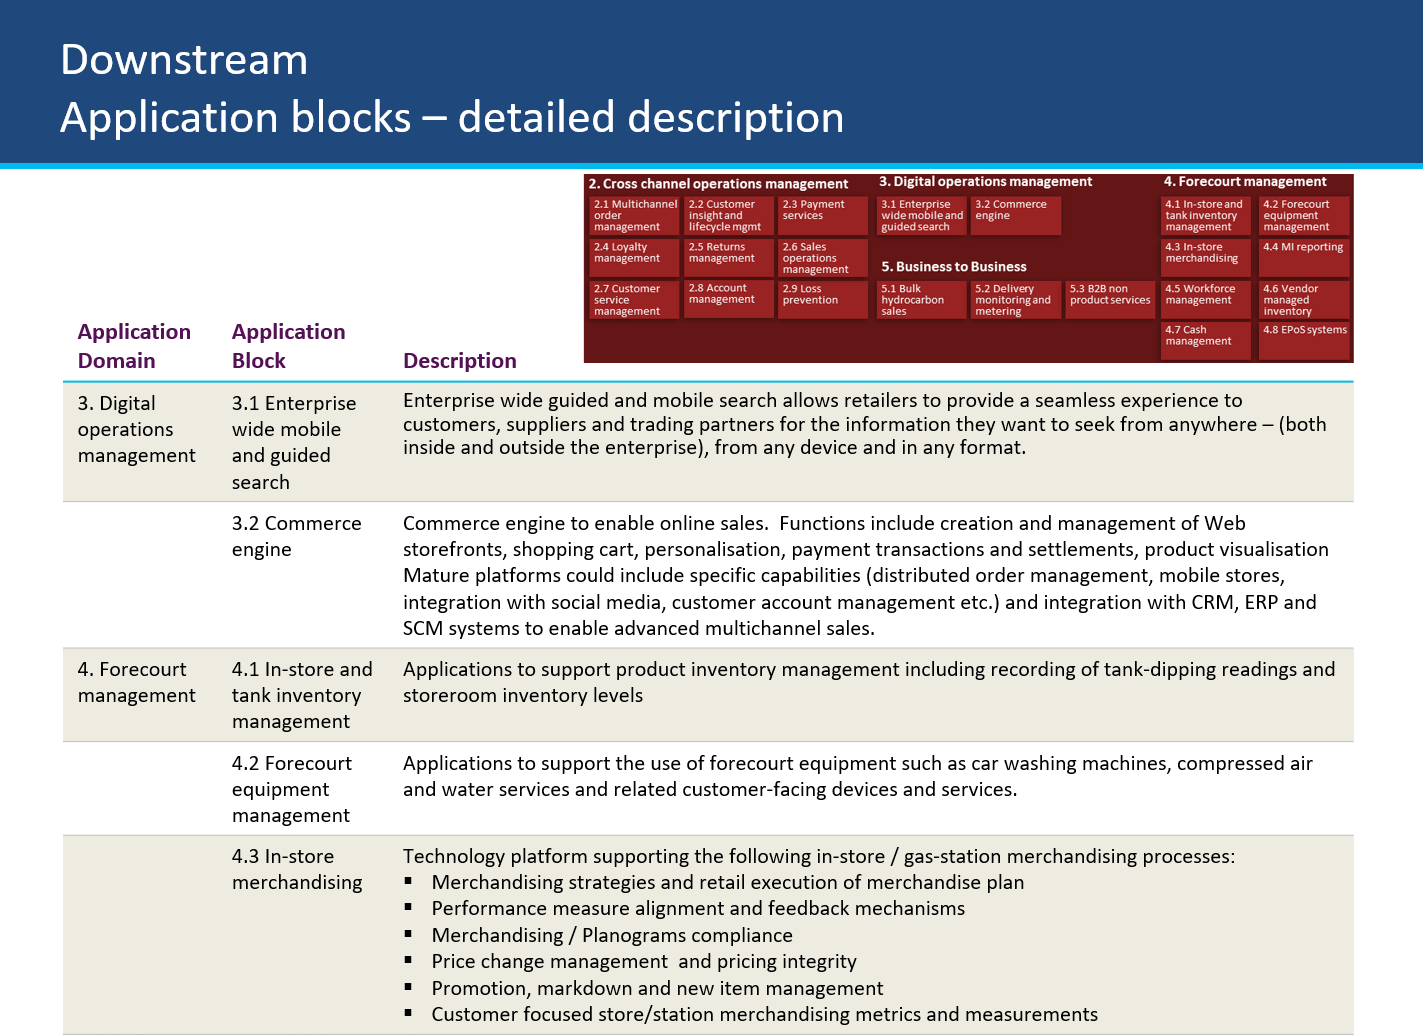 Downstream
Application blocks – detailed description
2. Cross channel operations management
3. Digital operations management
4. Forecourt management
2.1 Multichannel
order
management
2.2 Customer
insight and
lifecycle mgmt
2.3 Payment
services
3.1 Enterprise
wide mobile and
guided search
3.2 Commerce
engine
4.1 In-store and
tank inventory
management
4.2 Forecourt
equipment
management
2.4 Loyalty
management
2.5 Returns
management
2.6 Sales
operations
management
4.3 In-store
merchandising
4.4 MI reporting
5. Business to Business
2.7 Customer
service
management
2.8 Account
management
2.9 Loss
prevention
5.1 Bulk
hydrocarbon
sales
5.2 Delivery
monitoring and
metering
5.3 B2B non
product services
4.5 Workforce
management
4.6 Vendor
managed
inventory
4.7 Cash
management
4.8 EPoS systems
Application
Domain
Application
Block
Description
3. Digital
operations
management
3.1 Enterprise
wide mobile
and guided
search
Enterprise wide guided and mobile search allows retailers to provide a seamless experience to
customers, suppliers and trading partners for the information they want to seek from anywhere – (both
inside and outside the enterprise), from any device and in any format.
3.2 Commerce
engine
Commerce engine to enable online sales.  Functions include creation and management of Web
storefronts, shopping cart, personalisation, payment transactions and settlements, product visualisation
Mature platforms could include specific capabilities (distributed order management, mobile stores,
integration with social media, customer account management etc.) and integration with CRM, ERP and
SCM systems to enable advanced multichannel sales.
4. Forecourt
management
4.1 In-store and
tank inventory
management
Applications to support product inventory management including recording of tank-dipping readings and
storeroom inventory levels
4.2 Forecourt
equipment
management
Applications to support the use of forecourt equipment such as car washing machines, compressed air
and water services and related customer-facing devices and services.
4.3 In-store
merchandising
Technology platform supporting the following in-store / gas-station merchandising processes:
▪ Merchandising strategies and retail execution of merchandise plan
▪ Performance measure alignment and feedback mechanisms
▪ Merchandising / Planograms compliance
▪ Price change management  and pricing integrity
▪ Promotion, markdown and new item management
▪ Customer focused store/station merchandising metrics and measurements